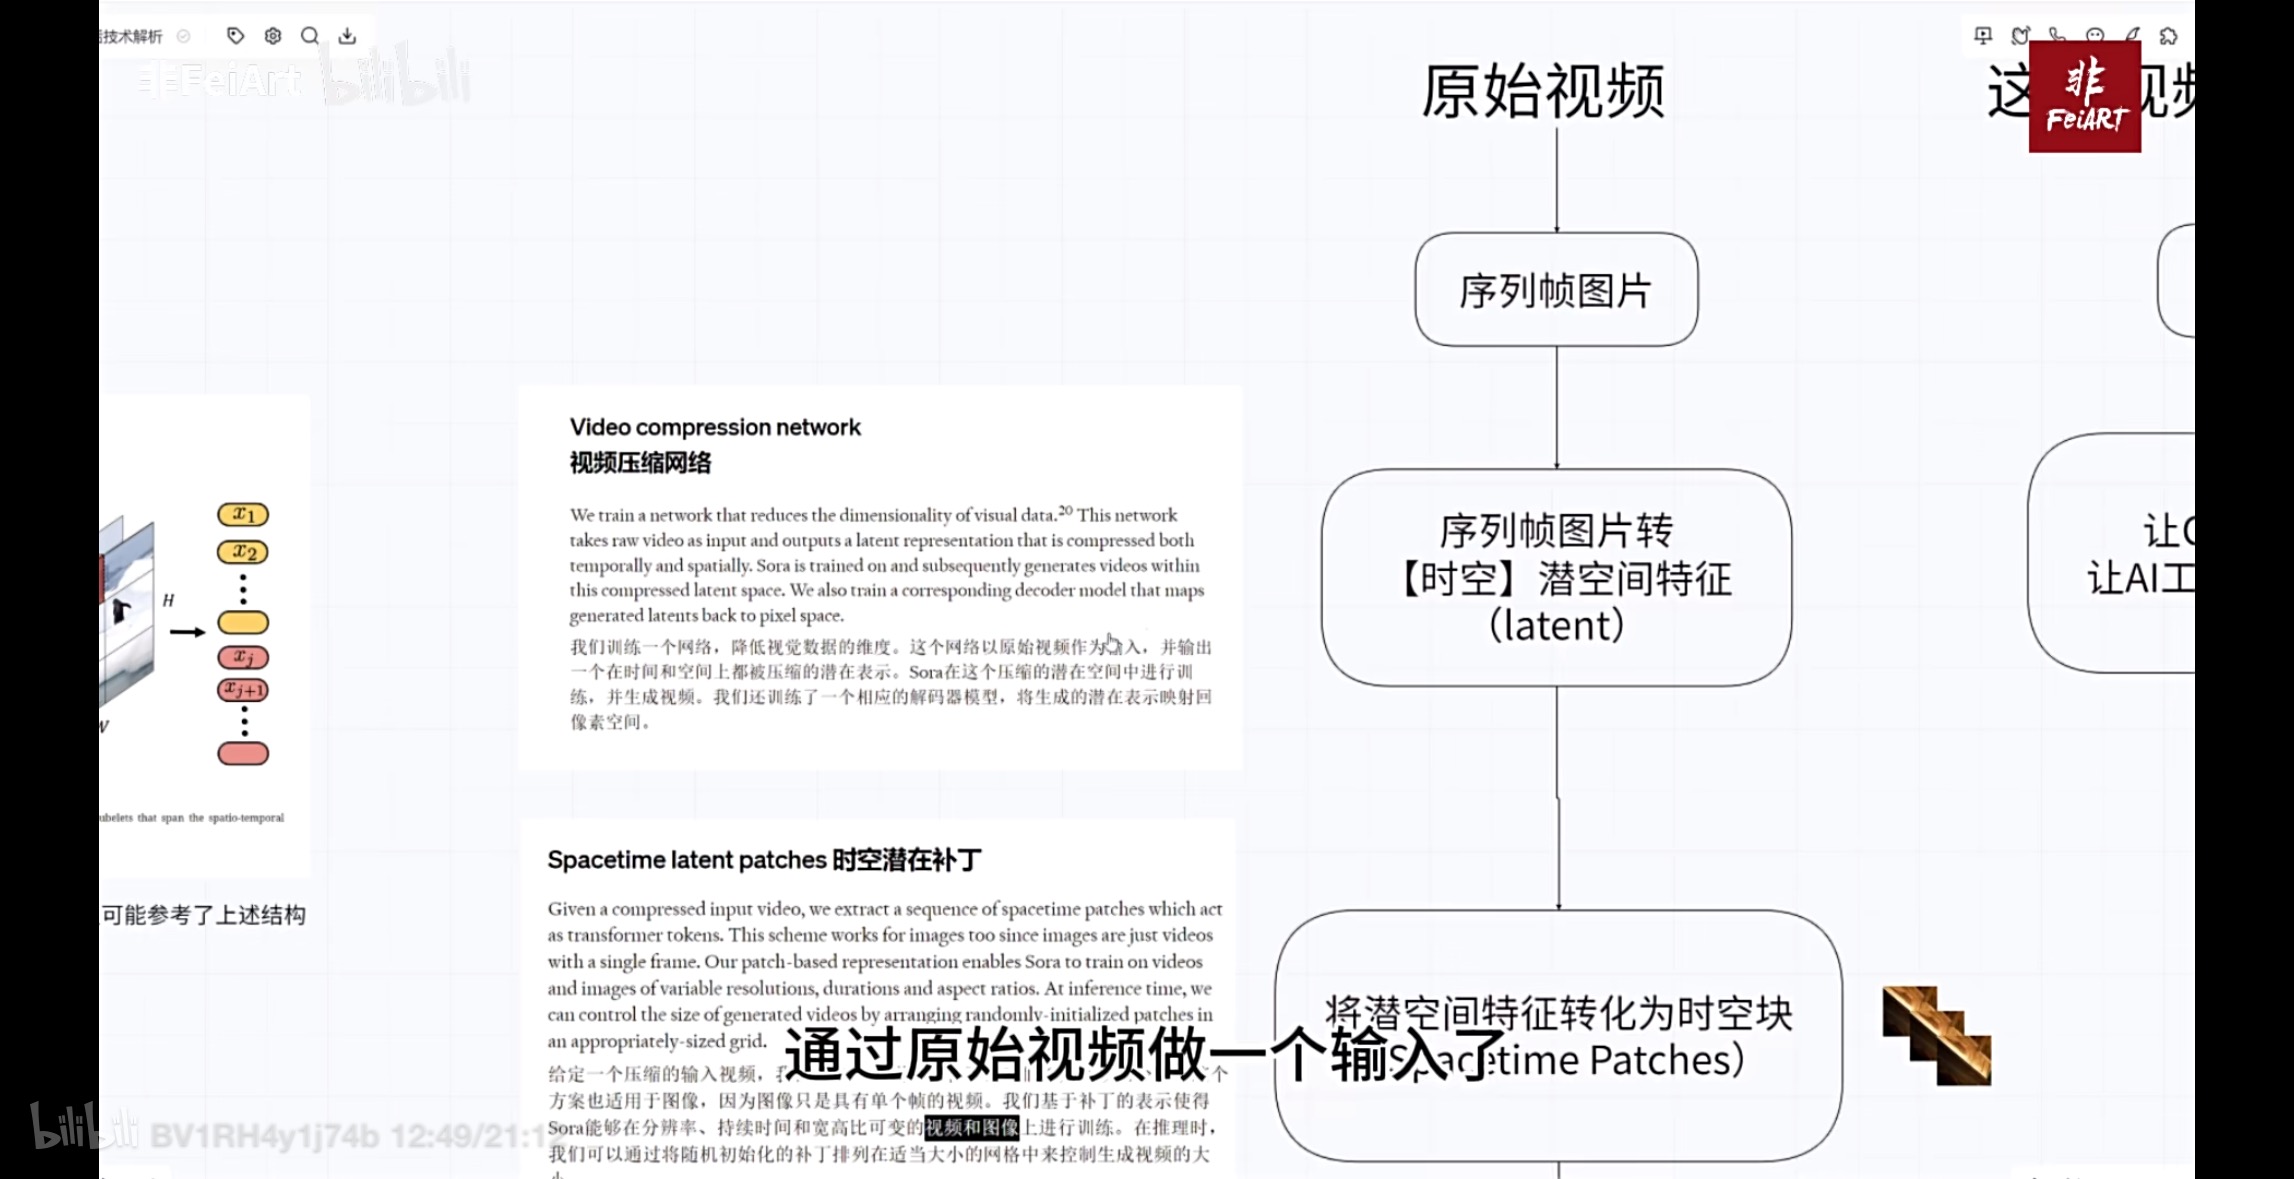 技术解析
非FeiArt bilibili
原始视频
非
FeiART
序列帧图片
Video compression network
视频压缩网络
We train a network that reduces the dimensionality of visual data.20 This network
takes raw video as input and outputs a latent representation that is compressed both
temporally and spatially. Sora is trained on and subsequently generates videos within
this compressed latent space. We also train a corresponding decoder model that maps
generated latents back to pixel space.
我们训练一个网络，降低视觉数据的维度。这个网络以原始视频作为输入，并输出
一个在时间和空间上都被压缩的潜在表示。Sora在这个压缩的潜在空间中进行训
练，并生成视频。我们还训练了一个相应的解码器模型，将生成的潜在表示映射回
像素空间。
x1
x2
H
xj
xj+1
ubelets that span the spatio-temporal
可能参考了上述结构
序列帧图片转
【时空】潜空间特征
（latent）
让
让AI工
Spacetime latent patches 时空潜在补丁
Given a compressed input video, we extract a sequence of spacetime patches which act
as transformer tokens. This scheme works for images too since images are just videos
with a single frame. Our patch-based representation enables Sora to train on videos
and images of variable resolutions, durations and aspect ratios. At inference time, we
can control the size of generated videos by arranging randomly-initialized patches in
an appropriately-sized grid.
给定一个压缩的输入视频，
方案也适用于图像，因为图像只是具有单个帧的视频。我们基于补丁的表示使得
Sora能够在分辨率、持续时间和宽高比可变的视频和图像上进行训练。在推理时，
我们可以通过将随机初始化的补丁排列在适当大小的网格中来控制生成视频的大
将潜空间特征转化为时空块
Patches）
通过原始视频做一个输入了
bilibili BV1RH4y1j74b 12:49/21:12